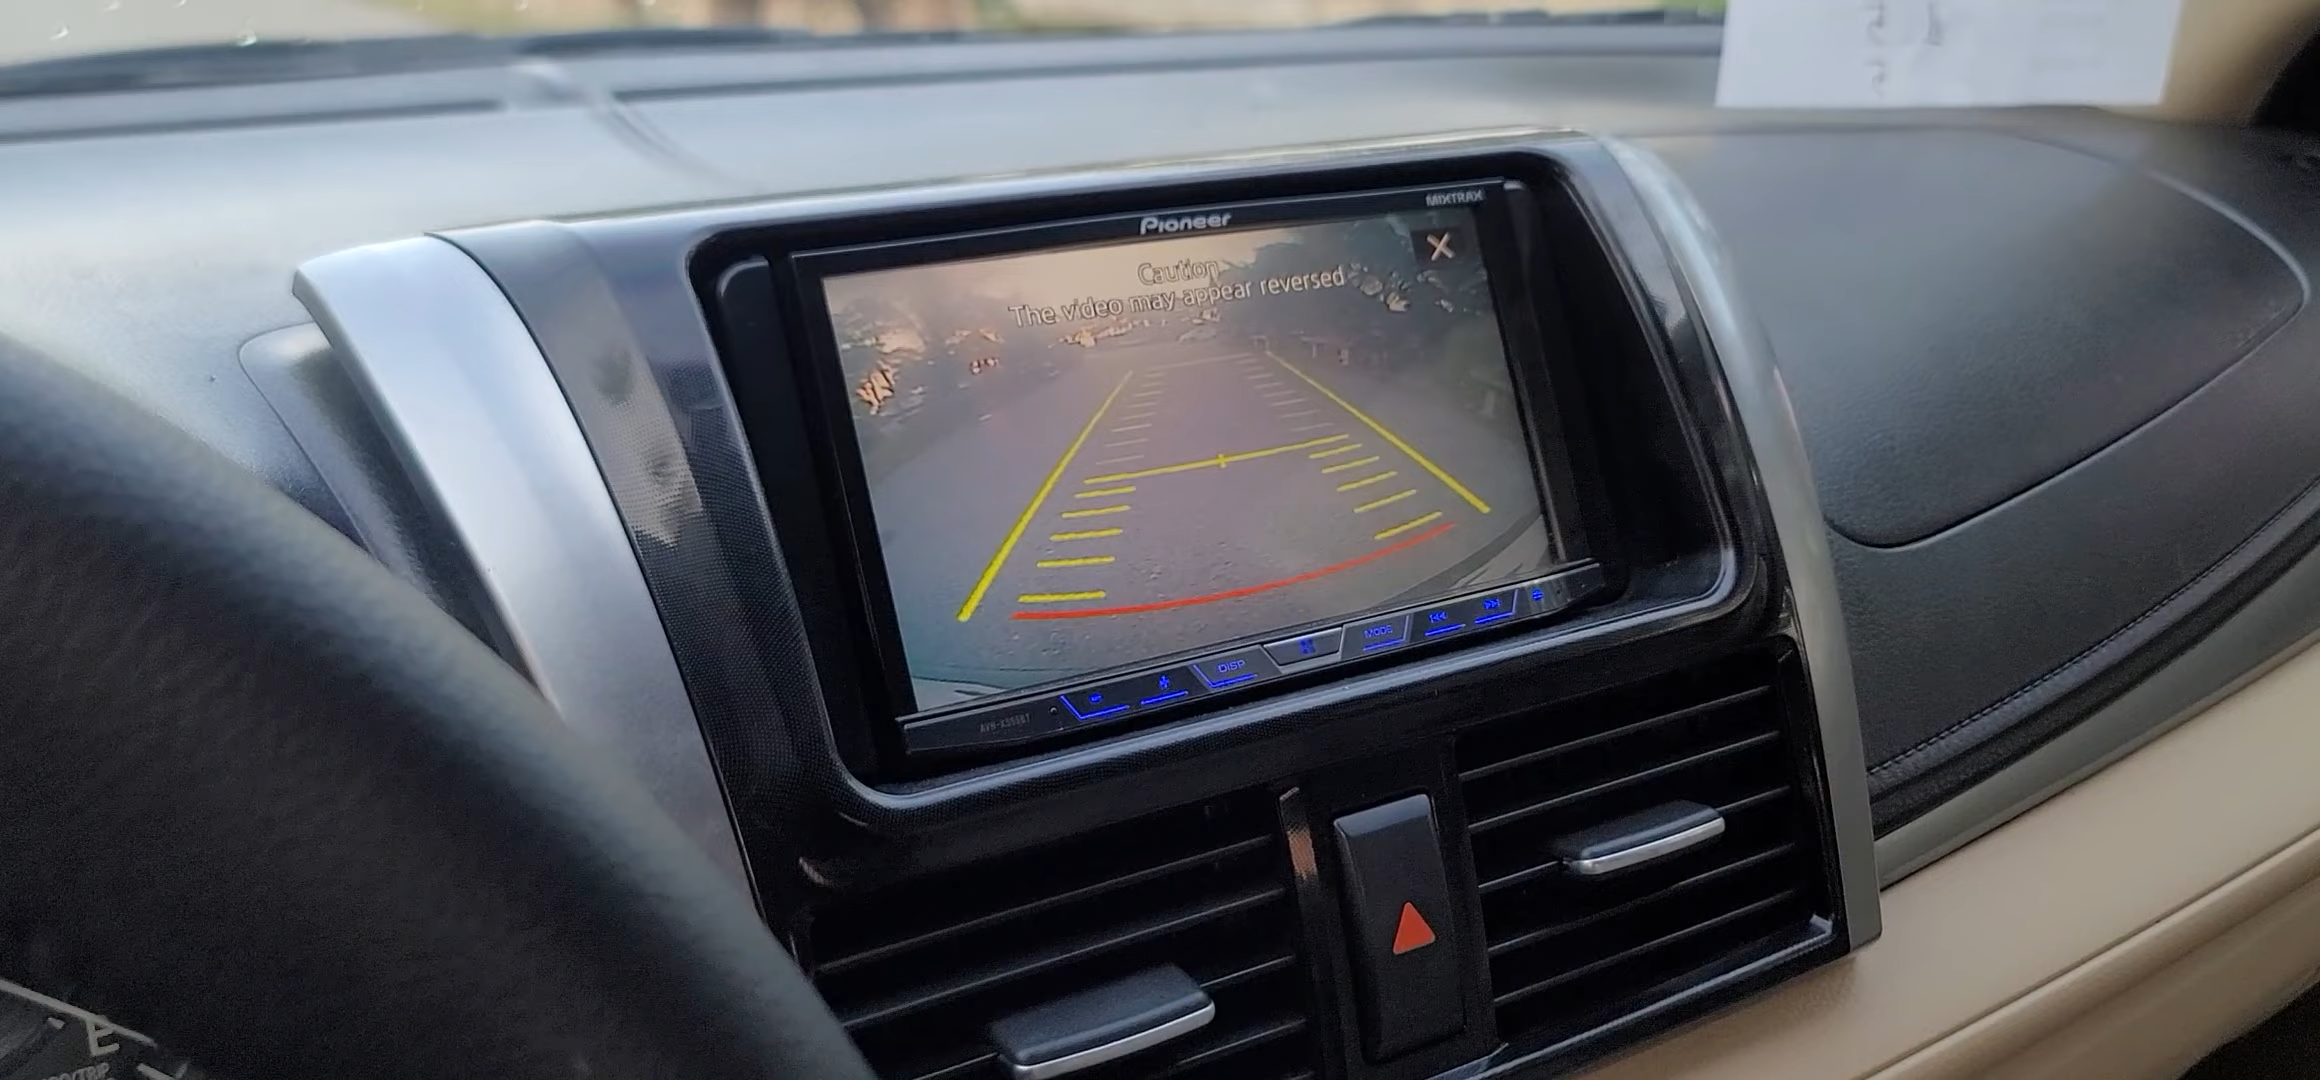 Pioneer
MIXTRAX
Caution
The video may appear reversed
DISP
MODE
E